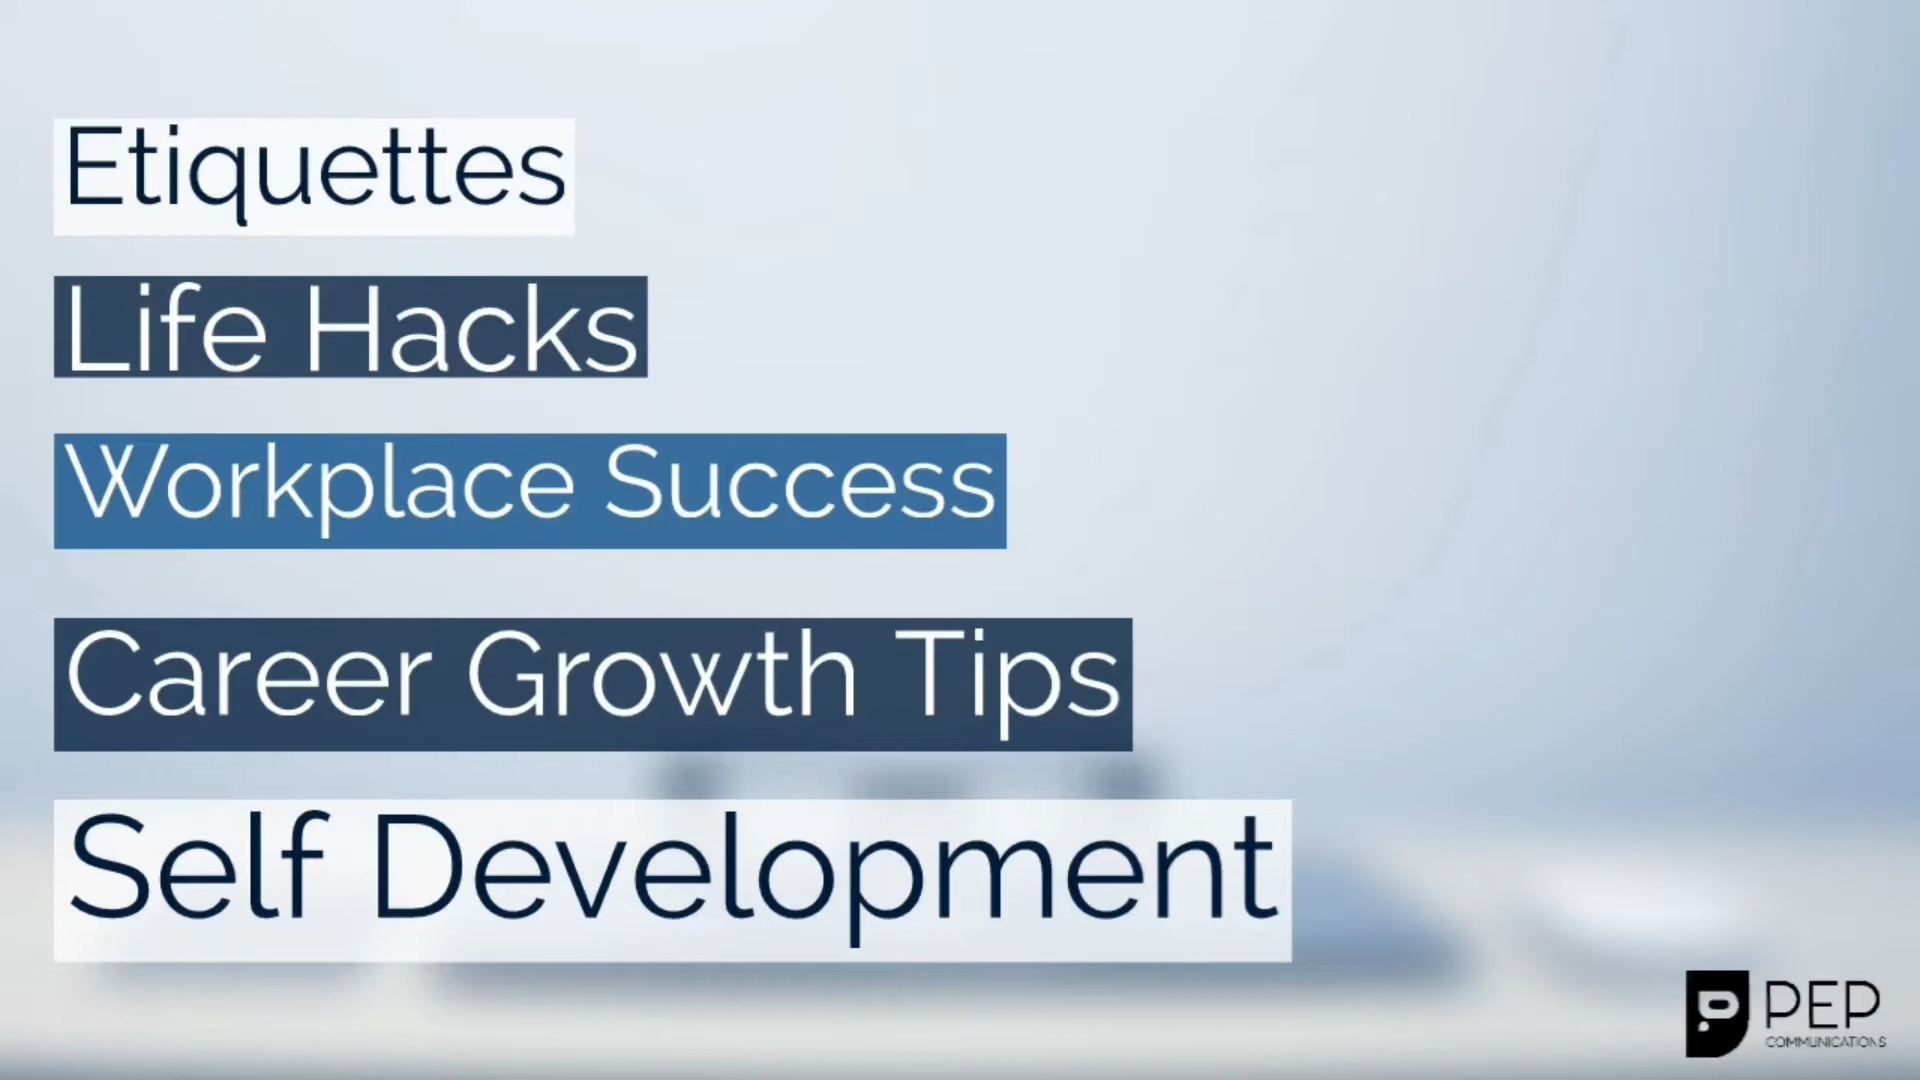 Etiquettes
Life Hacks
Workplace Success
Career Growth Tips
Self Development
PEP
COMMUNICATIONS